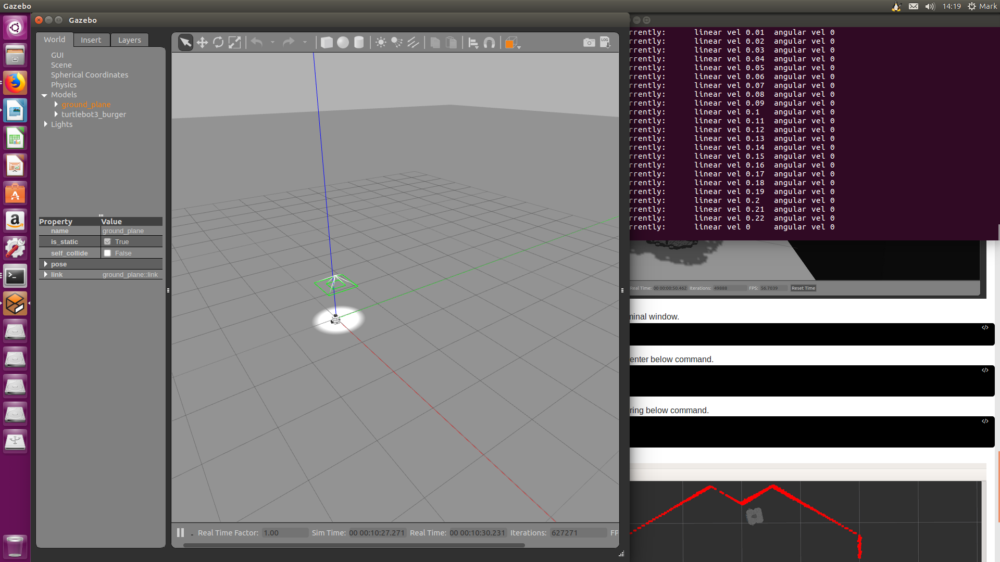 Gazebo
14:19 Mark
Gazebo
World Insert Layers
GUI
Scene
Spherical Coordinates
Physics
Models
ground_plane
turtlebot3_burger
Lights
Property Value
name ground_plane
is_static True
self_collide False
pose
link ground_plane::link
LOG
Real Time Factor: 1.00 Sim Time: 00 00:10:27.271 Real Time: 00 00:10:30.231 Iterations: 627271 FP
rrently: linear vel 0.01 angular vel 0
rrently: linear vel 0.02 angular vel 0
rrently: linear vel 0.03 angular vel 0
rrently: linear vel 0.04 angular vel 0
rrently: linear vel 0.05 angular vel 0
rrently: linear vel 0.06 angular vel 0
rrently: linear vel 0.07 angular vel 0
rrently: linear vel 0.08 angular vel 0
rrently: linear vel 0.09 angular vel 0
rrently: linear vel 0.1 angular vel 0
rrently: linear vel 0.11 angular vel 0
rrently: linear vel 0.12 angular vel 0
rrently: linear vel 0.13 angular vel 0
rrently: linear vel 0.14 angular vel 0
rrently: linear vel 0.15 angular vel 0
rrently: linear vel 0.16 angular vel 0
rrently: linear vel 0.17 angular vel 0
rrently: linear vel 0.18 angular vel 0
rrently: linear vel 0.19 angular vel 0
rrently: linear vel 0.2 angular vel 0
rrently: linear vel 0.21 angular vel 0
rrently: linear vel 0.22 angular vel 0
rrently: linear vel 0 angular vel 0
Real Time: 00 00:00:50.462 Iterations: 49888 FPS: 56.7039 Reset Time
minal window.
</>
enter below command.
</>
ring below command.
</>